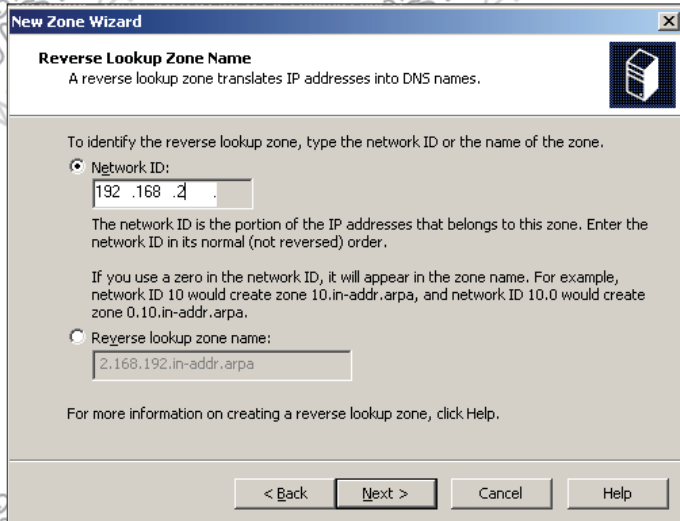 New Zone Wizard
Reverse Lookup Zone Name
A reverse lookup zone translates IP addresses into DNS names.
To identify the reverse lookup zone, type the network ID or the name of the zone.
Network ID:
192 .168 .2 .
The network ID is the portion of the IP addresses that belongs to this zone. Enter the
network ID in its normal (not reversed) order.
If you use a zero in the network ID, it will appear in the zone name. For example,
network ID 10 would create zone 10.in-addr.arpa, and network ID 10.0 would create
zone 0.10.in-addr.arpa.
Reverse lookup zone name:
2.168.192.in-addr.arpa
For more information on creating a reverse lookup zone, click Help.
< Back Next > Cancel Help